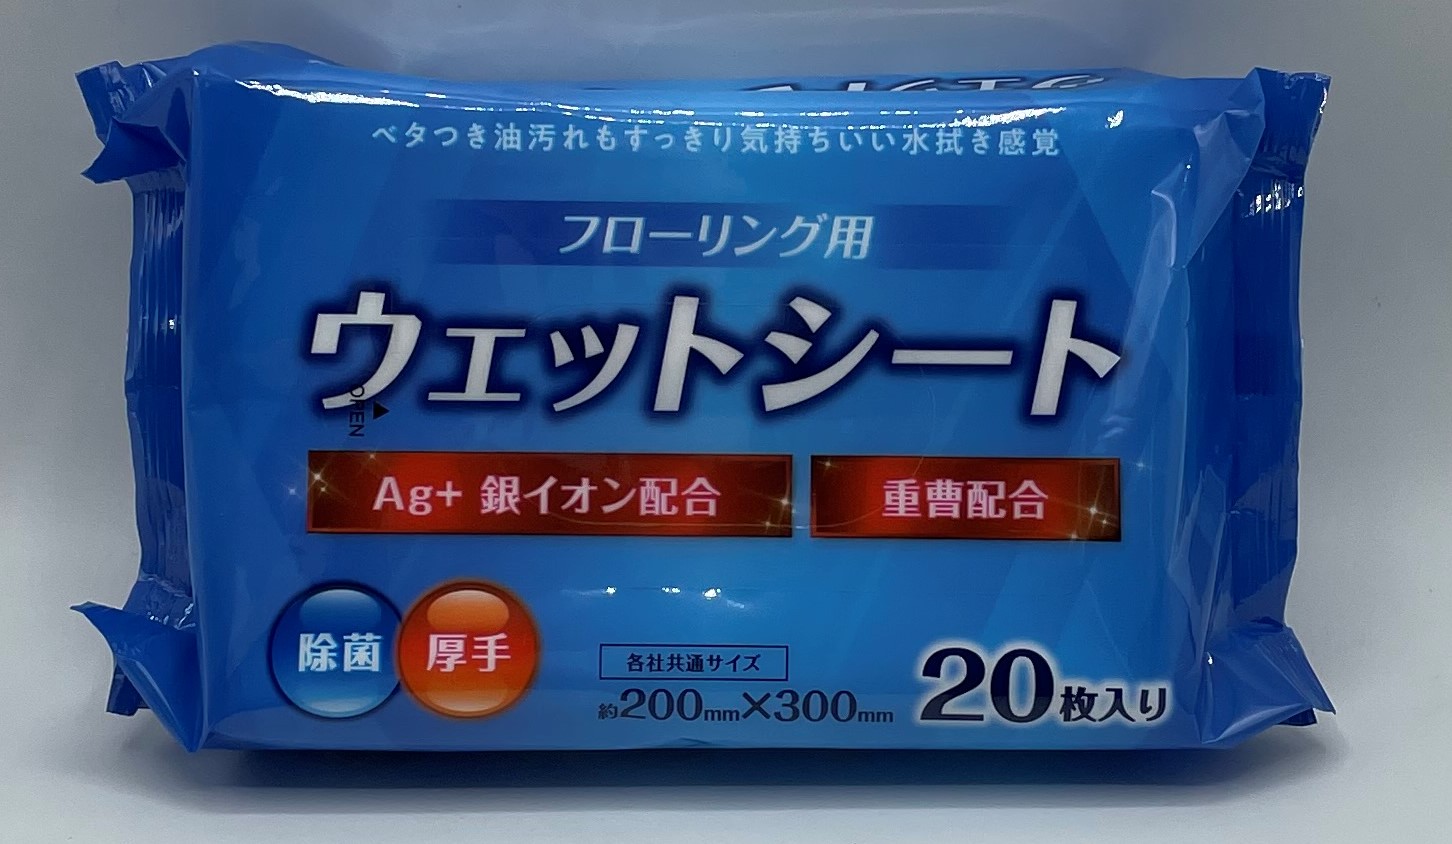 ベタつき油汚れもすっきり気持ちいい水拭き感覚
フローリング用
ウェットシート
OPEN
Ag+ 銀イオン配合
重曹配合
除菌
厚手
各社共通サイズ
約200mm×300mm
20枚入り